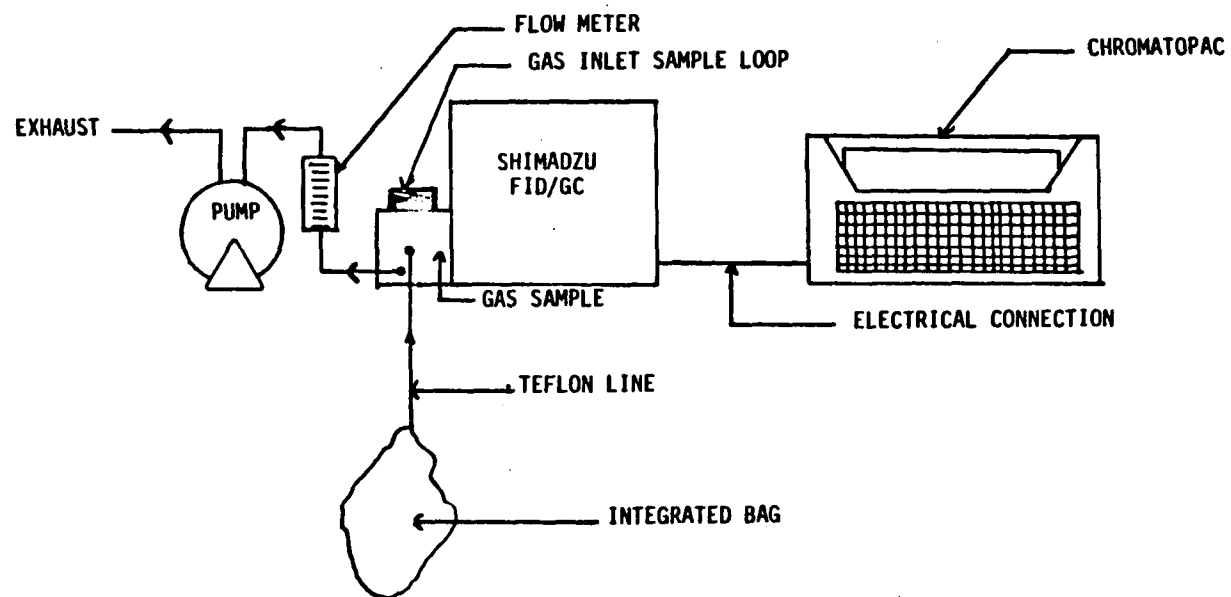 FLOW METER
GAS INLET SAMPLE LOOP
CHROMATOPAC
EXHAUST
SHIMADZU
FID/GC
PUMP
GAS SAMPLE
ELECTRICAL CONNECTION
TEFLON LINE
INTEGRATED BAG